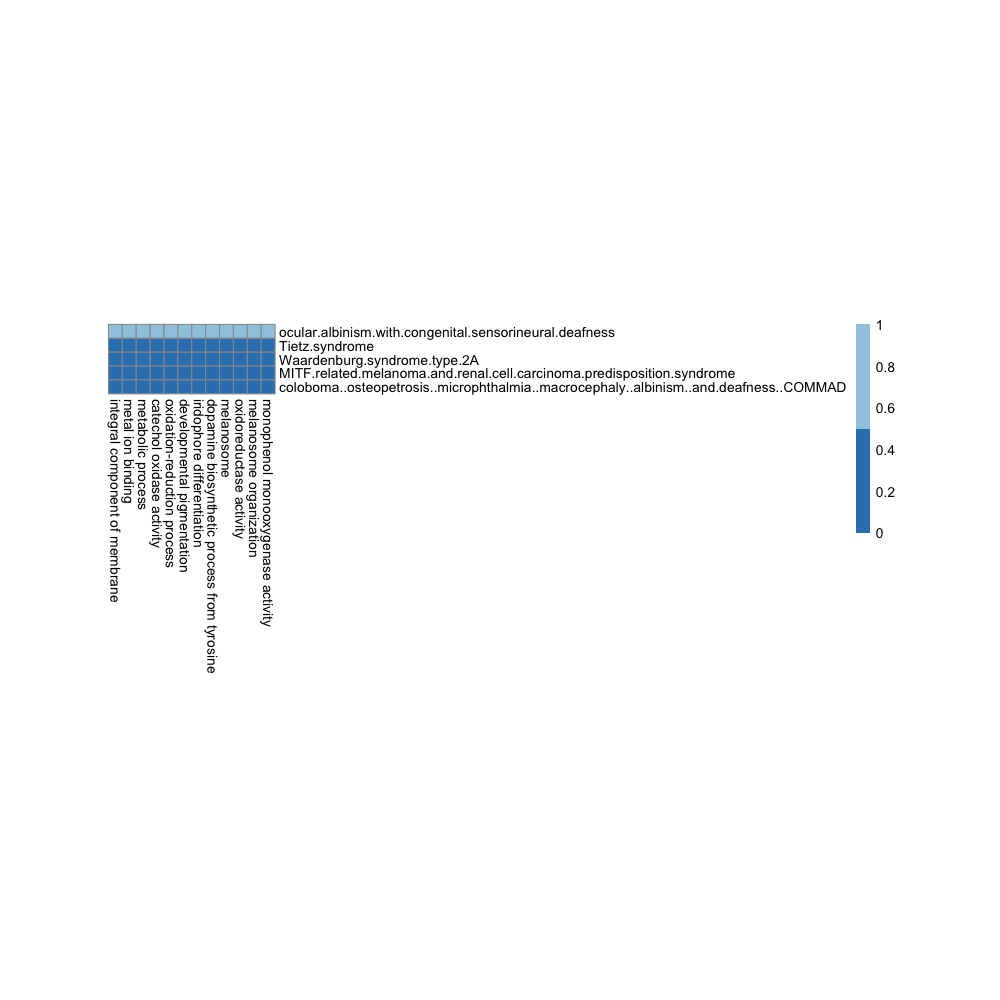 ocular.albinism.with.congenital.sensorineural.deafness
Tietz.syndrome
Waardenburg.syndrome.type.2A
MITF.related.melanoma.and.renal.cell.carcinoma.predisposition.syndrome
coloboma..osteopetrosis..microphthalmia..macrocephaly..albinism..and.deafness..COMMAD
integral component of membrane
metal ion binding
metabolic process
catechol oxidase activity
oxidation-reduction process
developmental pigmentation
iridophore differentiation
dopamine biosynthetic process from tyrosine
melanosome
oxidoreductase activity
melanosome organization
monophenol monooxygenase activity
1
0.8
0.6
0.4
0.2
0